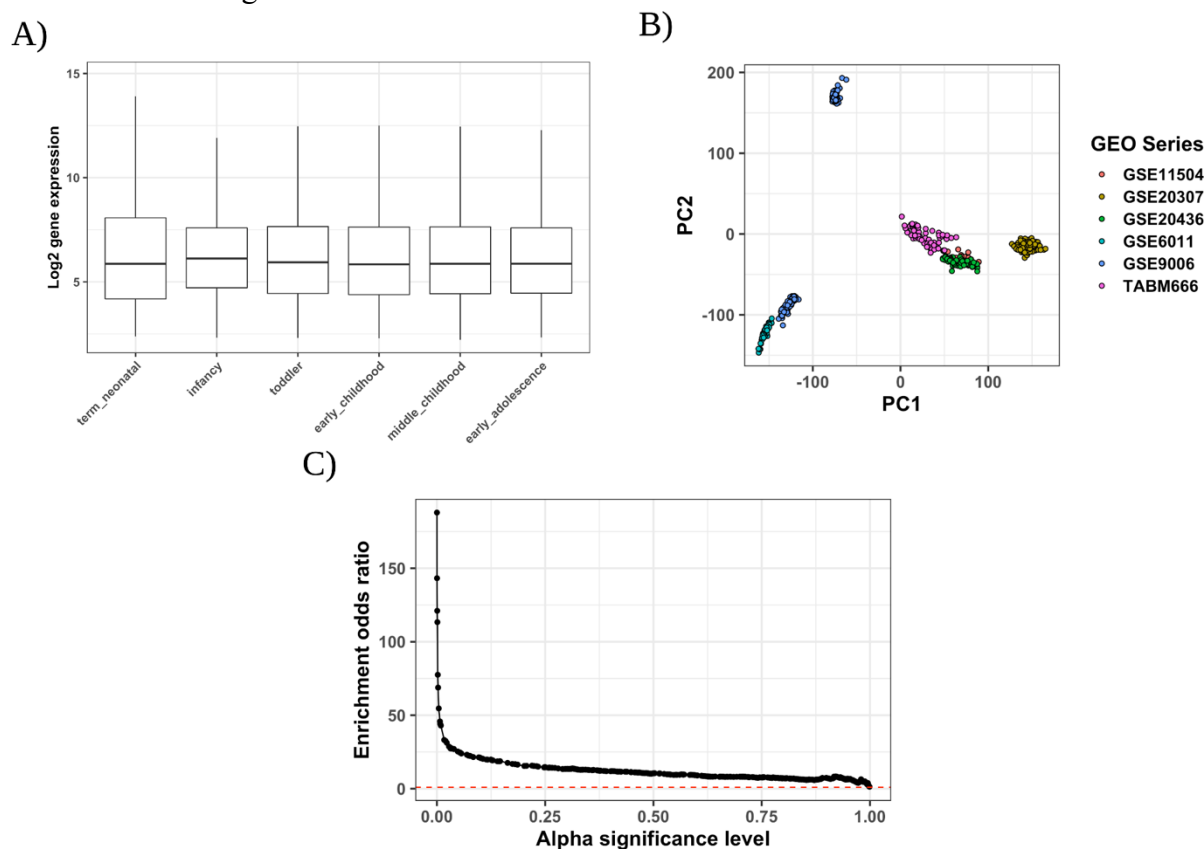 A)
15
10
5
Log2 gene expression
term_neonatal
infancy
toddler
early_childhood
middle_childhood
early_adolescence
B)
200
100
0
-100
PC2
-100
0
100
PC1
GEO Series
GSE11504
GSE20307
GSE20436
GSE6011
GSE9006
TABM666
C)
150
100
50
0
Enrichment odds ratio
0.00
0.25
0.50
0.75
1.00
Alpha significance level